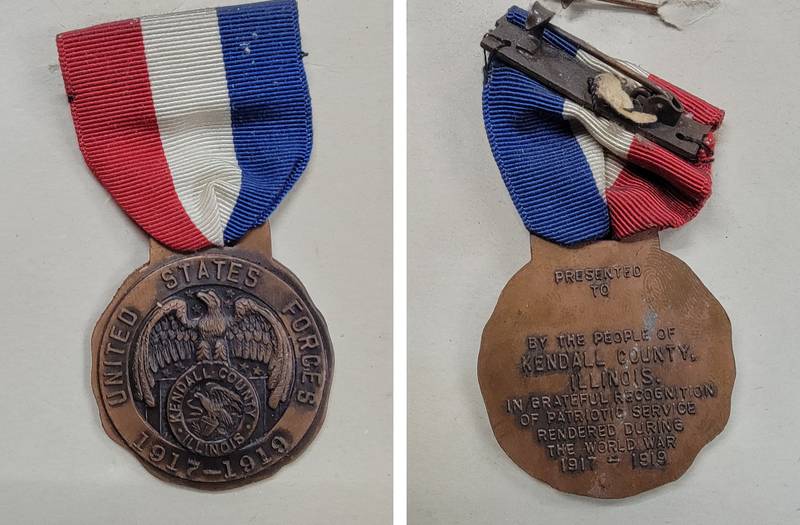 UNITED STATES FORCES
KENDALL COUNTY
ILLINOIS
1917-1919
PRESENTED
TO
BY THE PEOPLE OF
KENDALL COUNTY,
ILLINOIS.
IN GRATEFUL RECOGNITION
OF PATRIOTIC SERVICE
RENDERED DURING
THE WORLD WAR
1917 - 1919